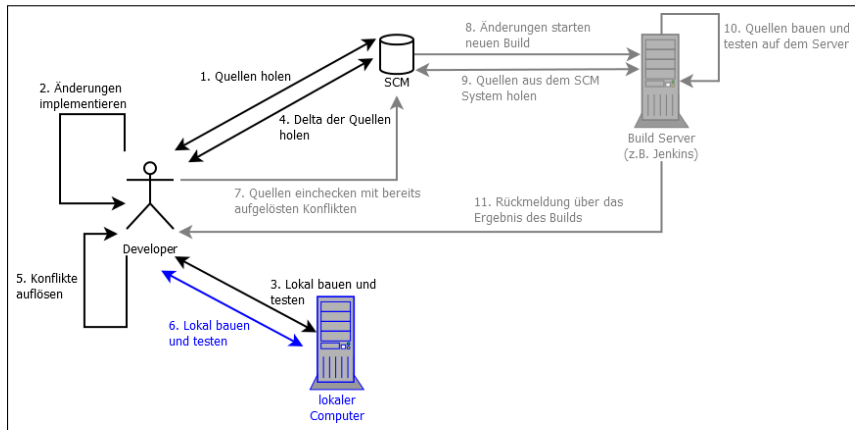 8. Änderungen starten
neuen Build
10. Quellen bauen und
testen auf dem Server
1. Quellen holen
SCM
9. Quellen aus dem SCM
System holen
2. Änderungen
implementieren
4. Delta der Quellen
holen
Build Server
(z.B. Jenkins)
7. Quellen einchecken mit bereits
aufgelösten Konflikten
11. Rückmeldung über das
Ergebnis des Builds
Developer
5. Konflikte
auflösen
3. Lokal bauen und
testen
6. Lokal bauen
und testen
lokaler
Computer